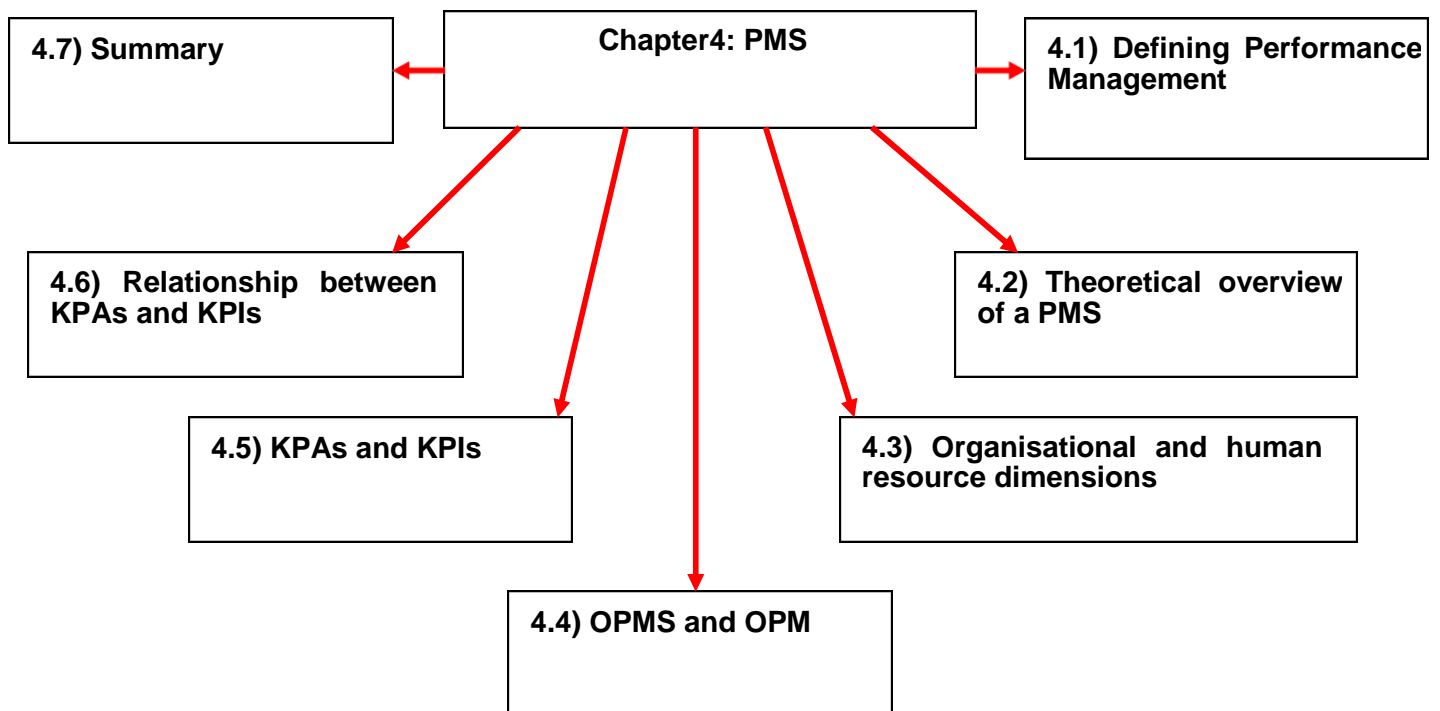 Chapter4: PMS
4.1) Defining Performance
Management
4.2) Theoretical overview
of a PMS
4.3) Organisational and human
resource dimensions
4.4) OPMS and OPM
4.5) KPAs and KPIs
4.6) Relationship between
KPAs and KPIs
4.7) Summary